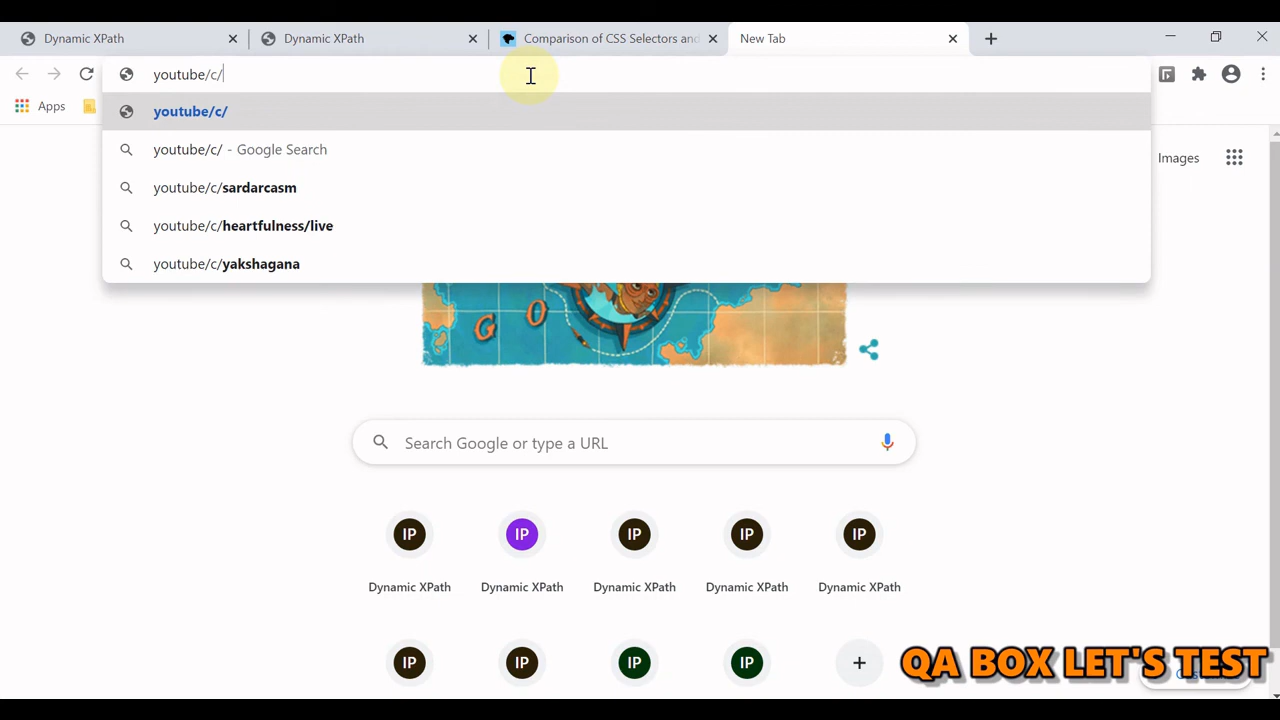 Dynamic XPath
Dynamic XPath
Comparison of CSS Selectors and
New Tab
youtube/c/
Apps
youtube/c/
youtube/c/ - Google Search
youtube/c/sardarcasm
youtube/c/heartfulness/live
youtube/c/yakshagana
Images
G O
Search Google or type a URL
IP IP IP IP IP
Dynamic XPath Dynamic XPath Dynamic XPath Dynamic XPath Dynamic XPath
IP IP IP IP
QA BOX LET'S TEST